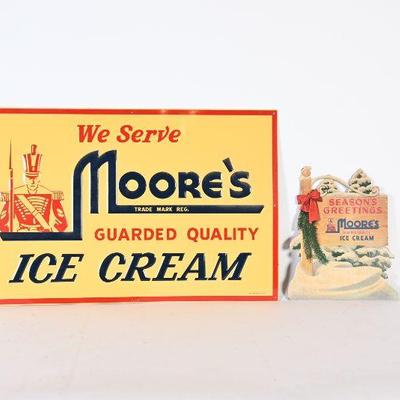 We Serve
MOORE'S
TRADE MARK REG.
GUARDED QUALITY
ICE CREAM
SEASON'S
GREETINGS
MOORE'S
ICE CREAM